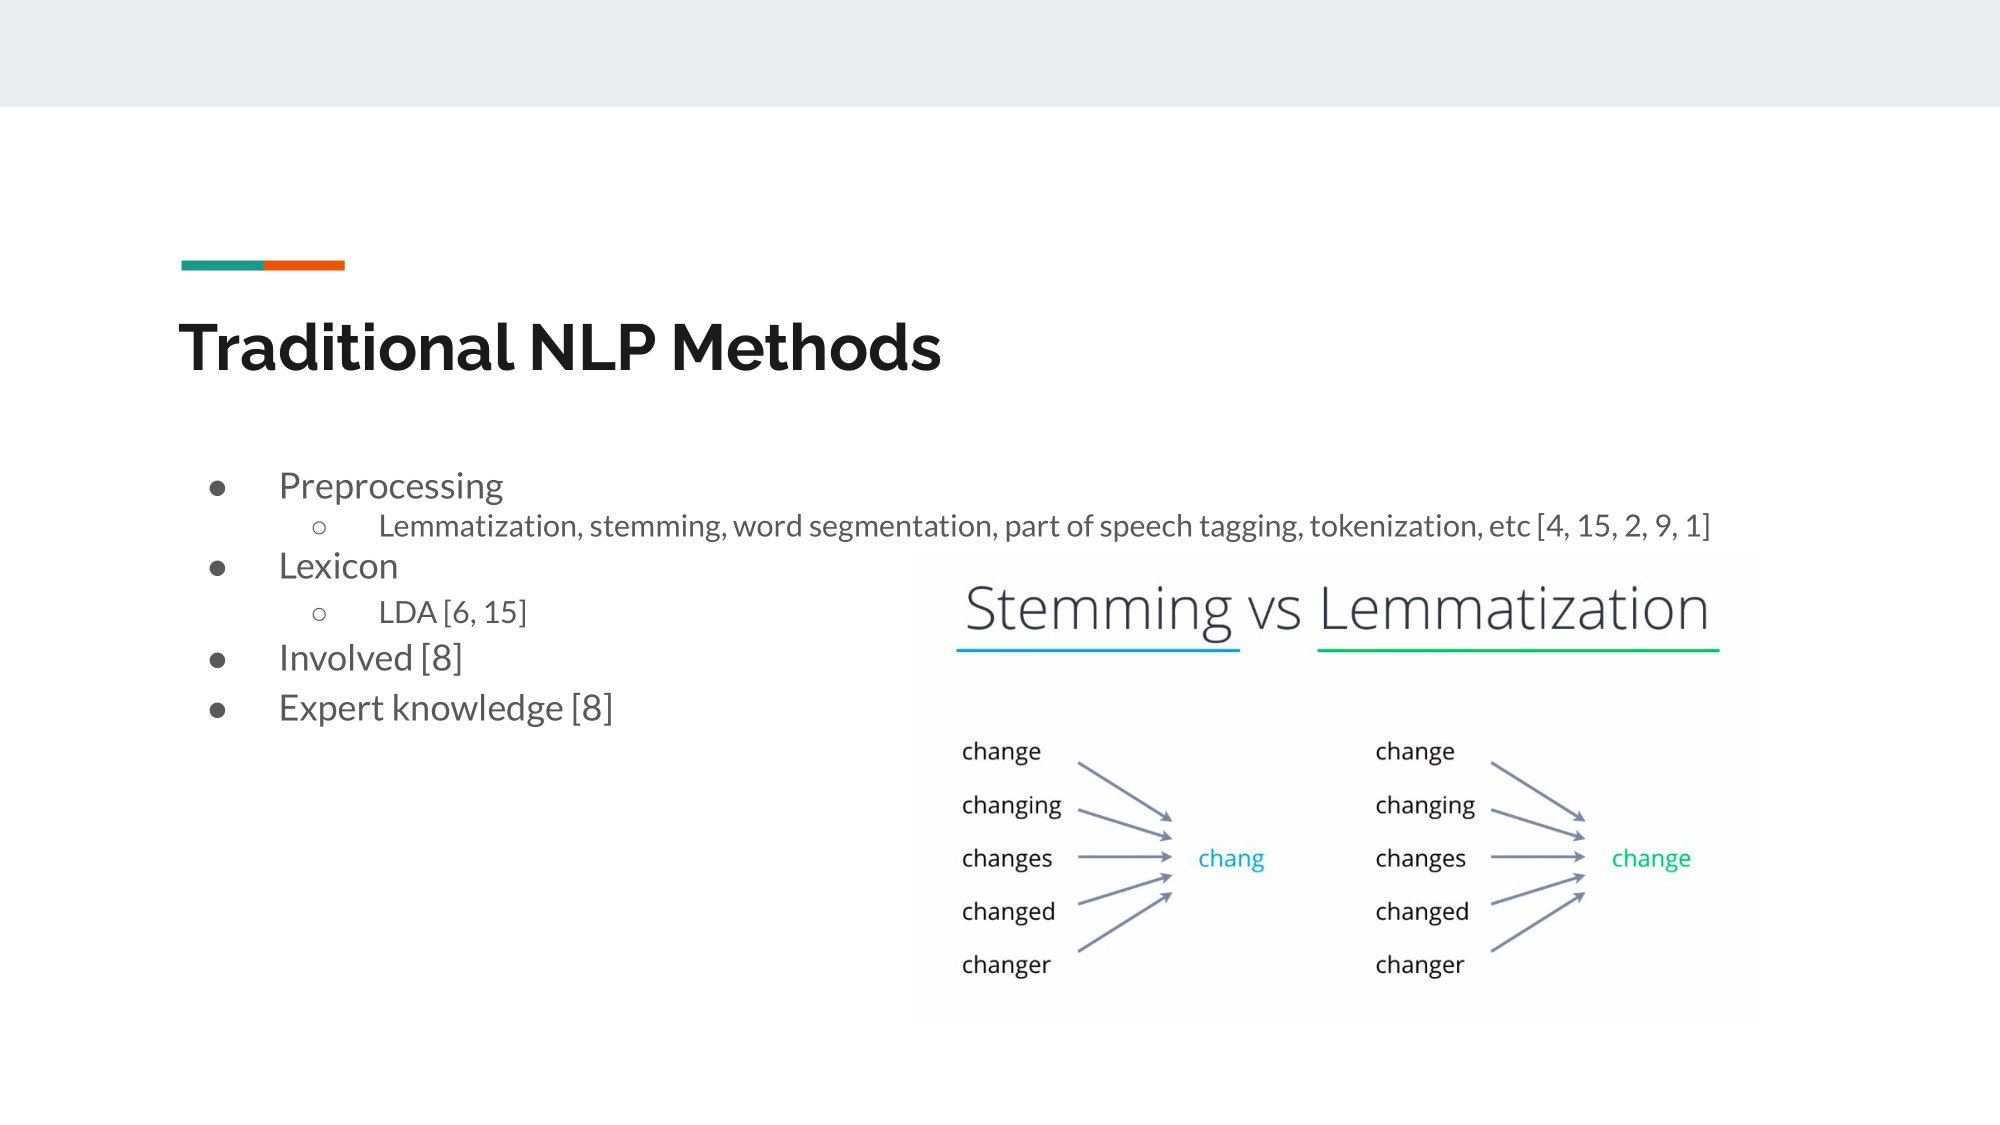 Traditional NLP Methods
● Preprocessing
○ Lemmatization, stemming, word segmentation, part of speech tagging, tokenization, etc [4, 15, 2, 9, 1]
● Lexicon
○ LDA [6, 15]
● Involved [8]
● Expert knowledge [8]
Stemming vs Lemmatization
change
changing
changes
changed
changer
chang
change
changing
changes
changed
changer
change